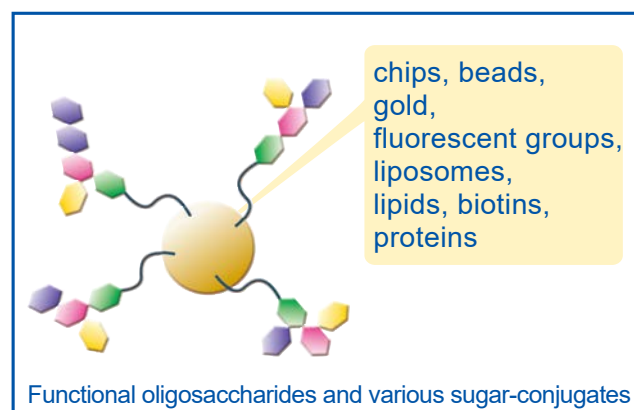 chips, beads,
gold,
fluorescent groups,
liposomes,
lipids, biotins,
proteins
Functional oligosaccharides and various sugar-conjugates